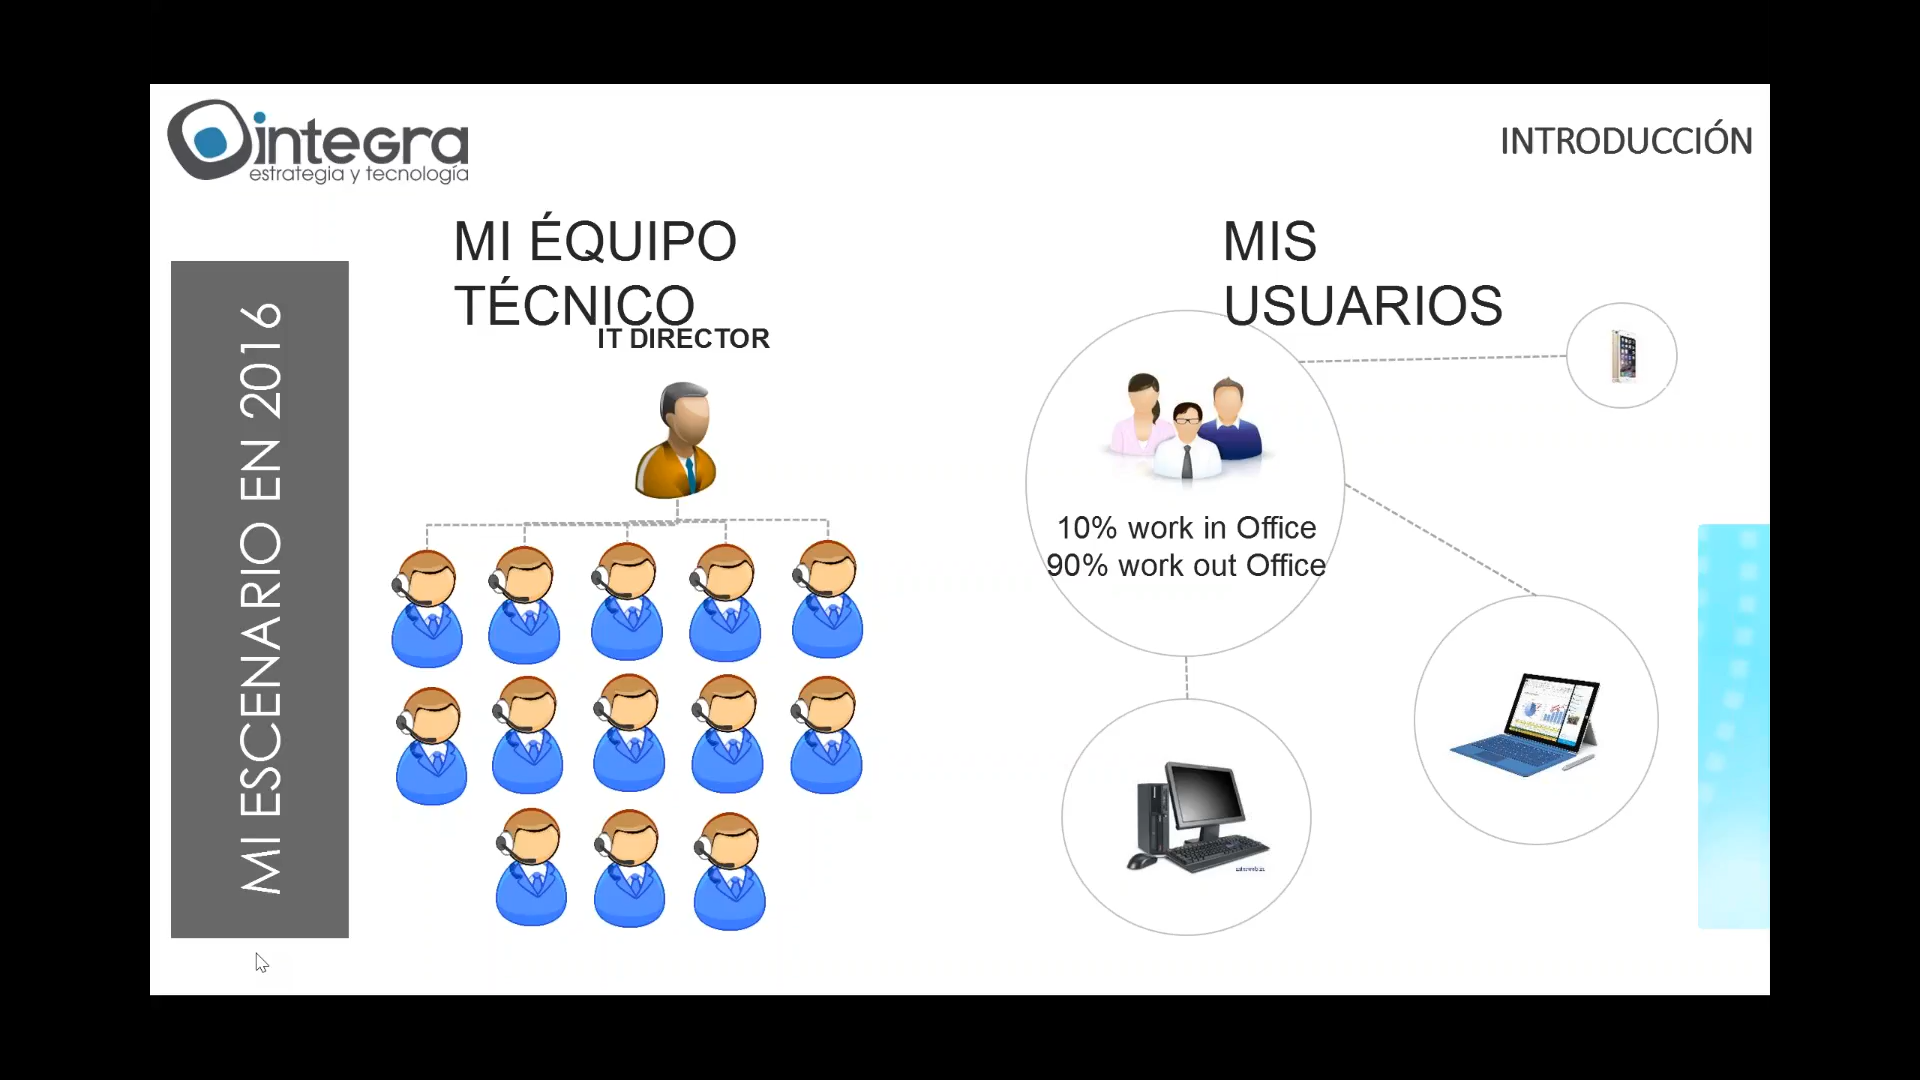 integra
estrategia y tecnología
INTRODUCCIÓN
MI ESCENARIO EN 2016
MI ÉQUIPO
TÉCNICO
IT DIRECTOR
MIS
USUARIOS
10% work in Office
90% work out Office